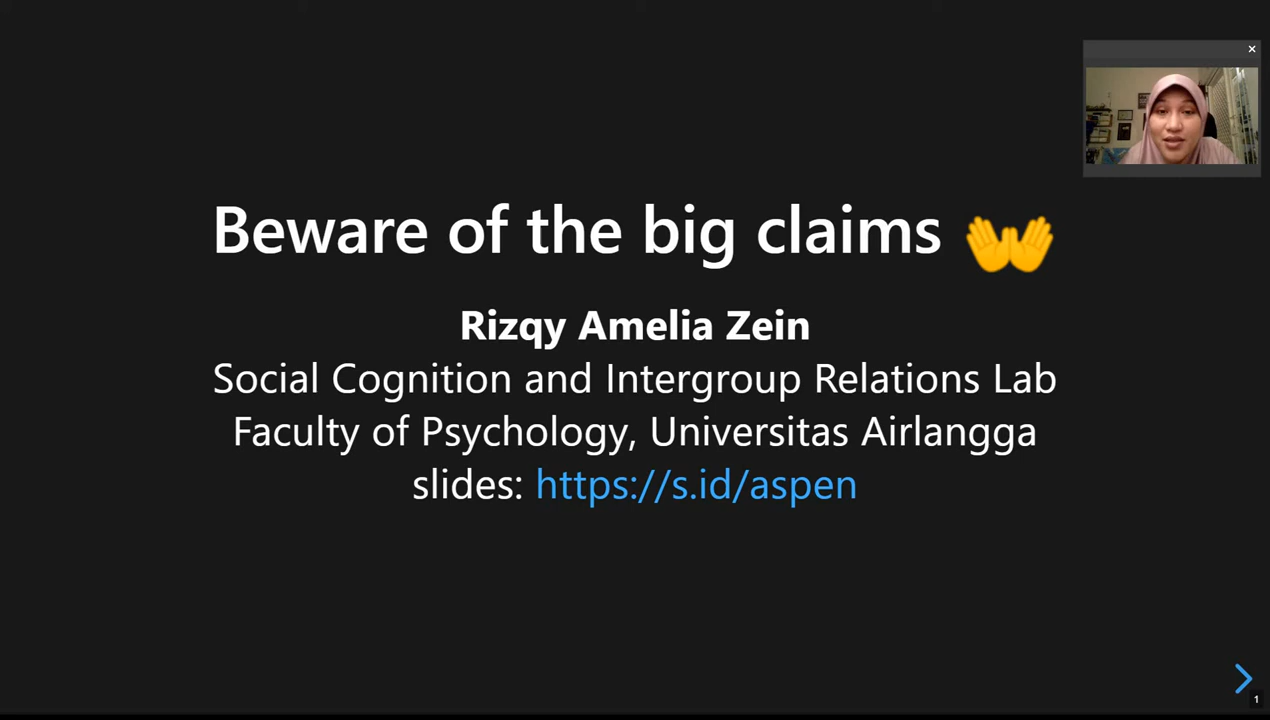 Beware of the big claims 👐
Rizqy Amelia Zein
Social Cognition and Intergroup Relations Lab
Faculty of Psychology, Universitas Airlangga
slides: https://s.id/aspen
1